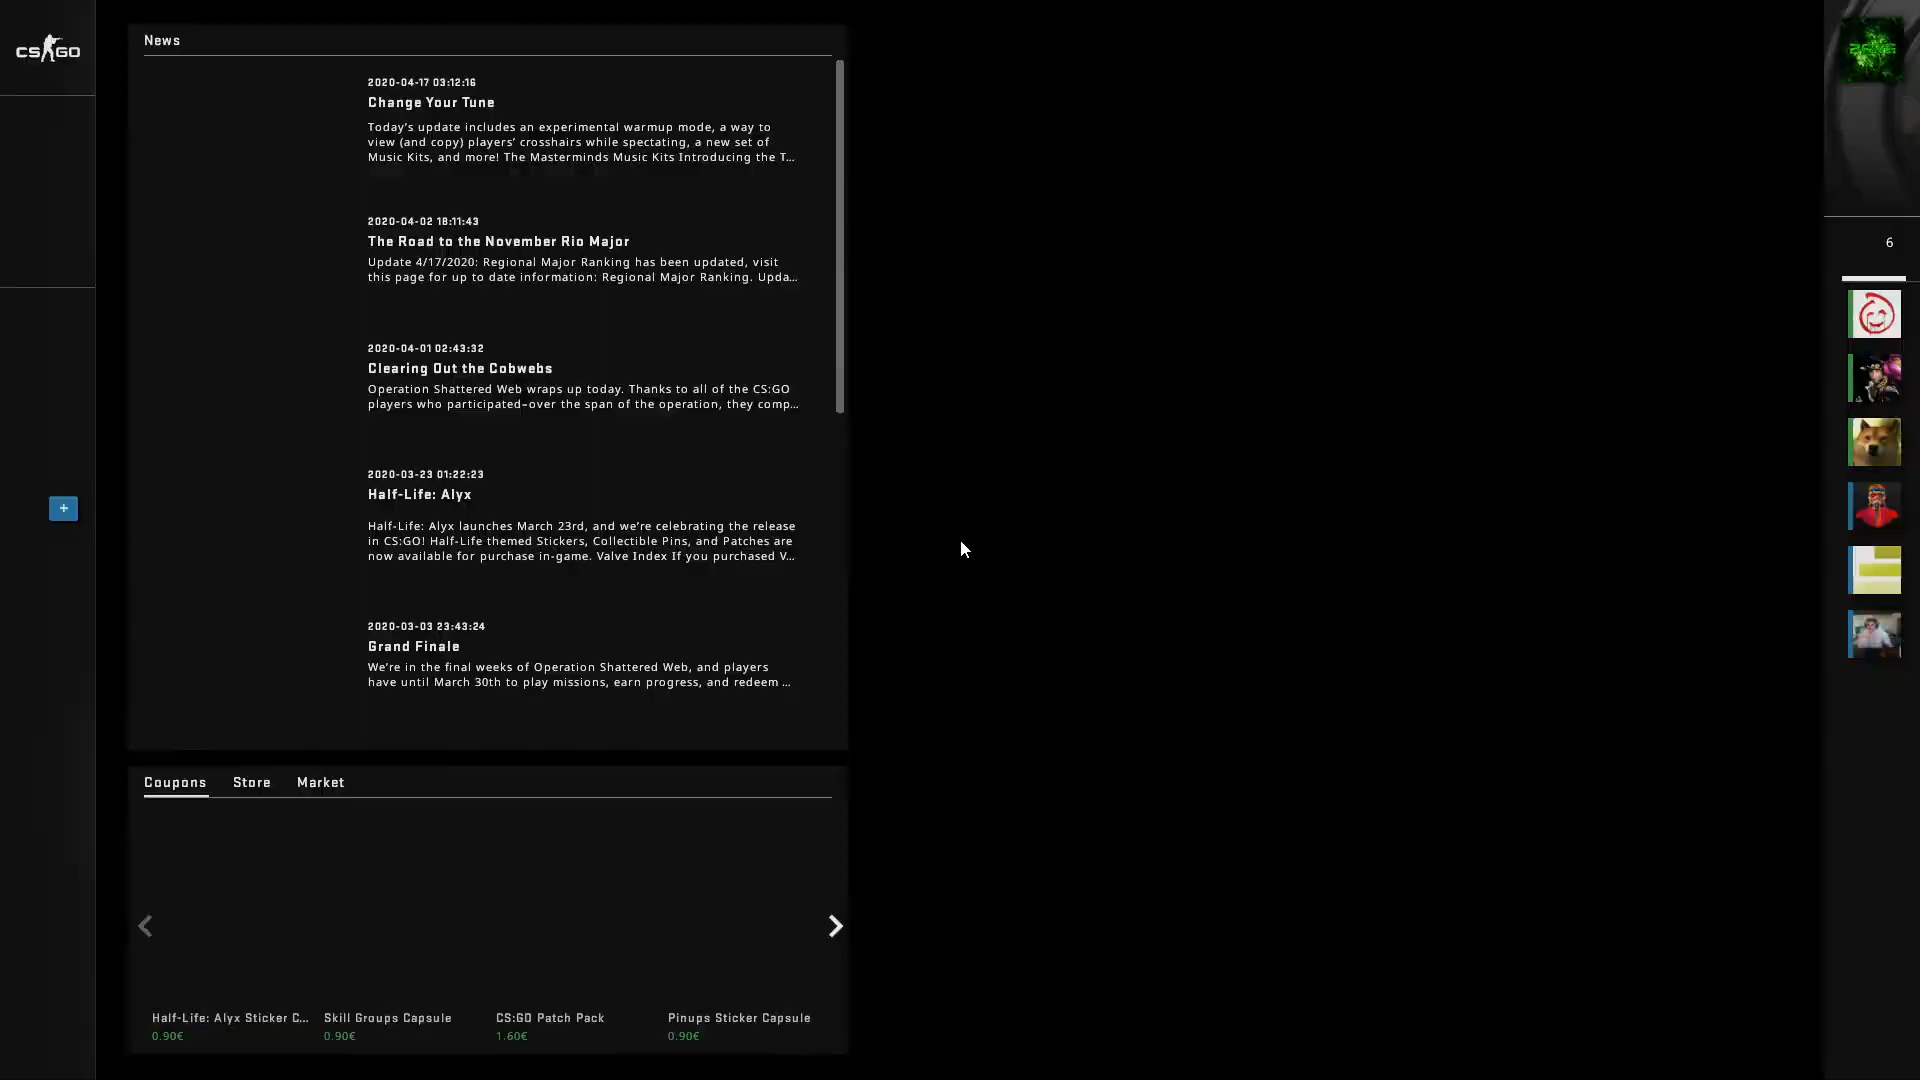 CS GO
News
2020-04-17 03:12:16
Change Your Tune
Today's update includes an experimental warmup mode, a way to
view (and copy) players' crosshairs while spectating, a new set of
Music Kits, and more! The Masterminds Music Kits Introducing the T...
2020-04-02 18:11:43
The Road to the November Rio Major
Update 4/17/2020: Regional Major Ranking has been updated, visit
this page for up to date information: Regional Major Ranking. Upda...
2020-04-01 02:43:32
Clearing Out the Cobwebs
Operation Shattered Web wraps up today. Thanks to all of the CS:GO
players who participated–over the span of the operation, they comp...
2020-03-23 01:22:23
Half-Life: Alyx
Half-Life: Alyx launches March 23rd, and we're celebrating the release
in CS:GO! Half-Life themed Stickers, Collectible Pins, and Patches are
now available for purchase in-game. Valve Index If you purchased V...
2020-03-03 23:43:24
Grand Finale
We're in the final weeks of Operation Shattered Web, and players
have until March 30th to play missions, earn progress, and redeem ...
Coupons Store Market
Half-Life: Alyx Sticker C... Skill Groups Capsule CS:GO Patch Pack Pinups Sticker Capsule
0.90€ 0.90€ 1.60€ 0.90€
+
6